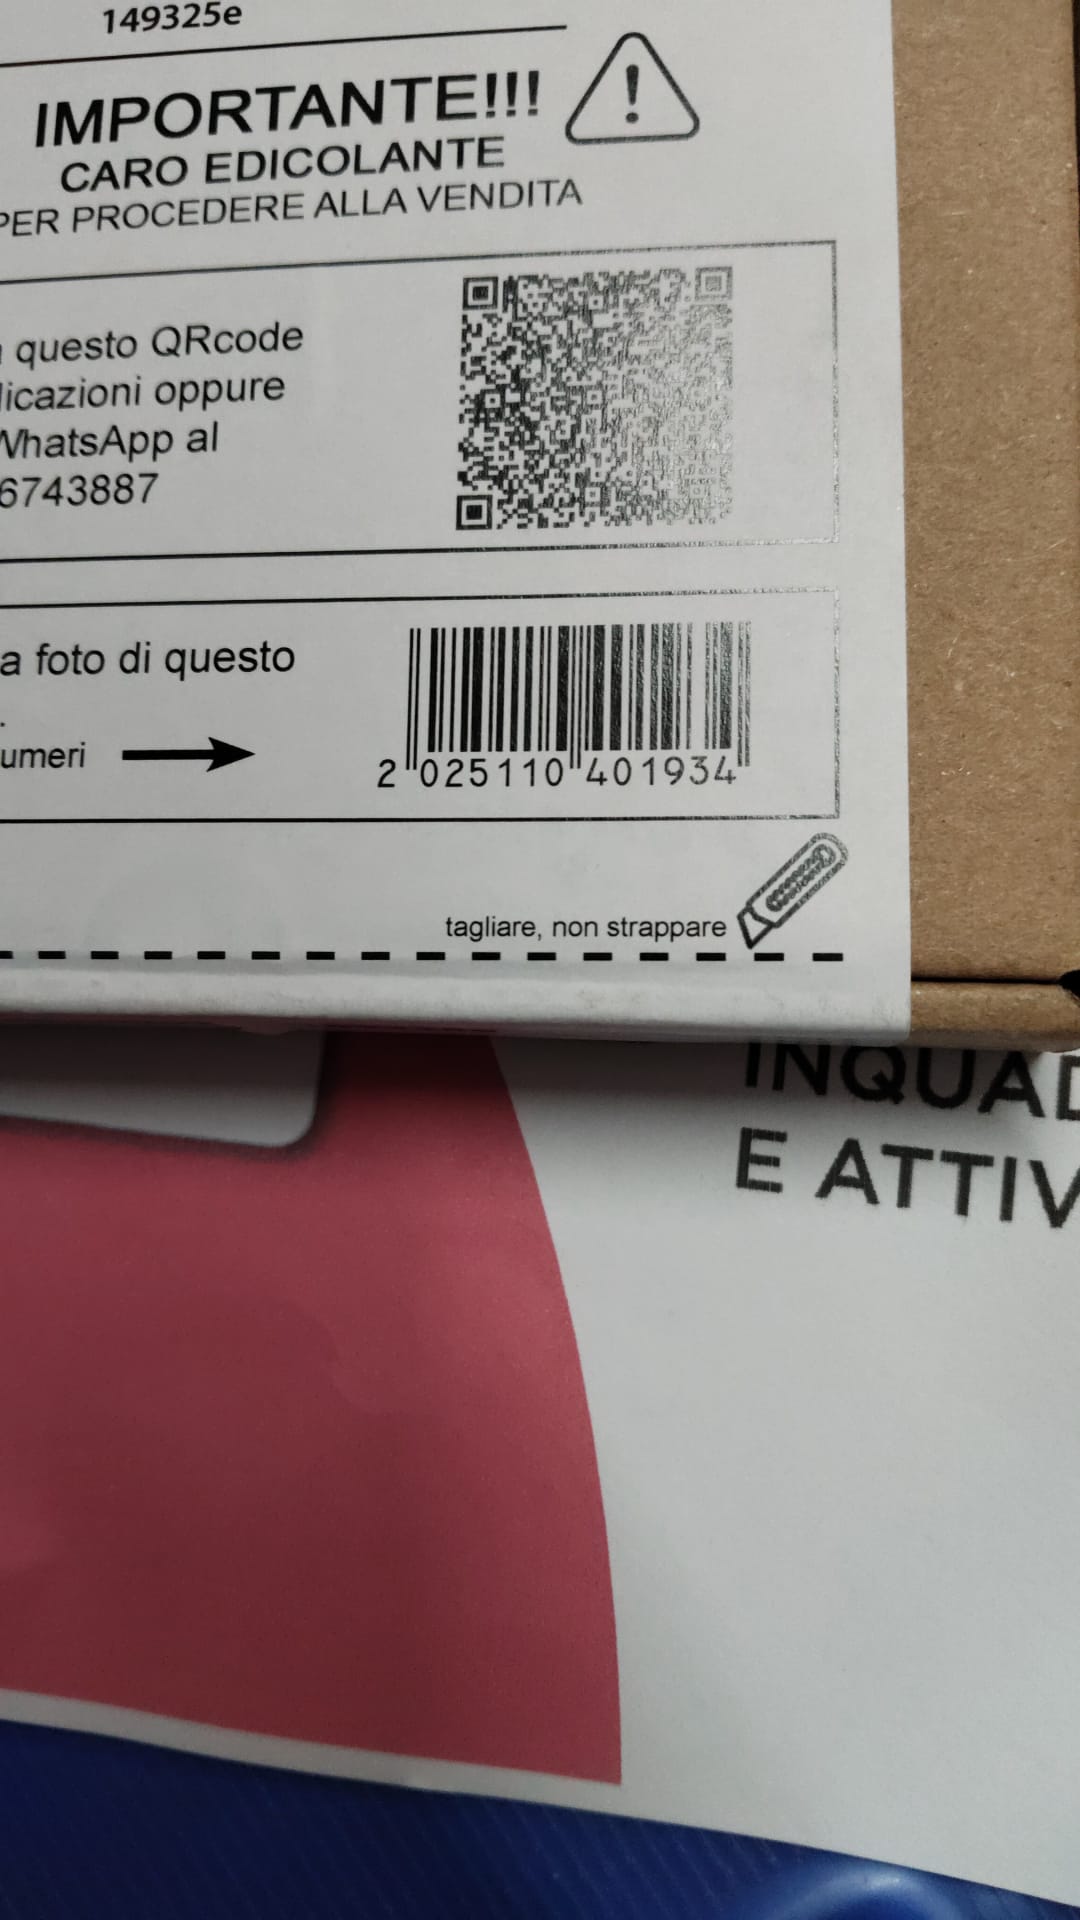 149325e
IMPORTANTE!!!
CARO EDICOLANTE
PER PROCEDERE ALLA VENDITA
questo QRcode
licazioni oppure
WhatsApp al
6743887
a foto di questo
.
umeri
2 025110 401934
tagliare, non strappare
INQUAD
E ATTIV